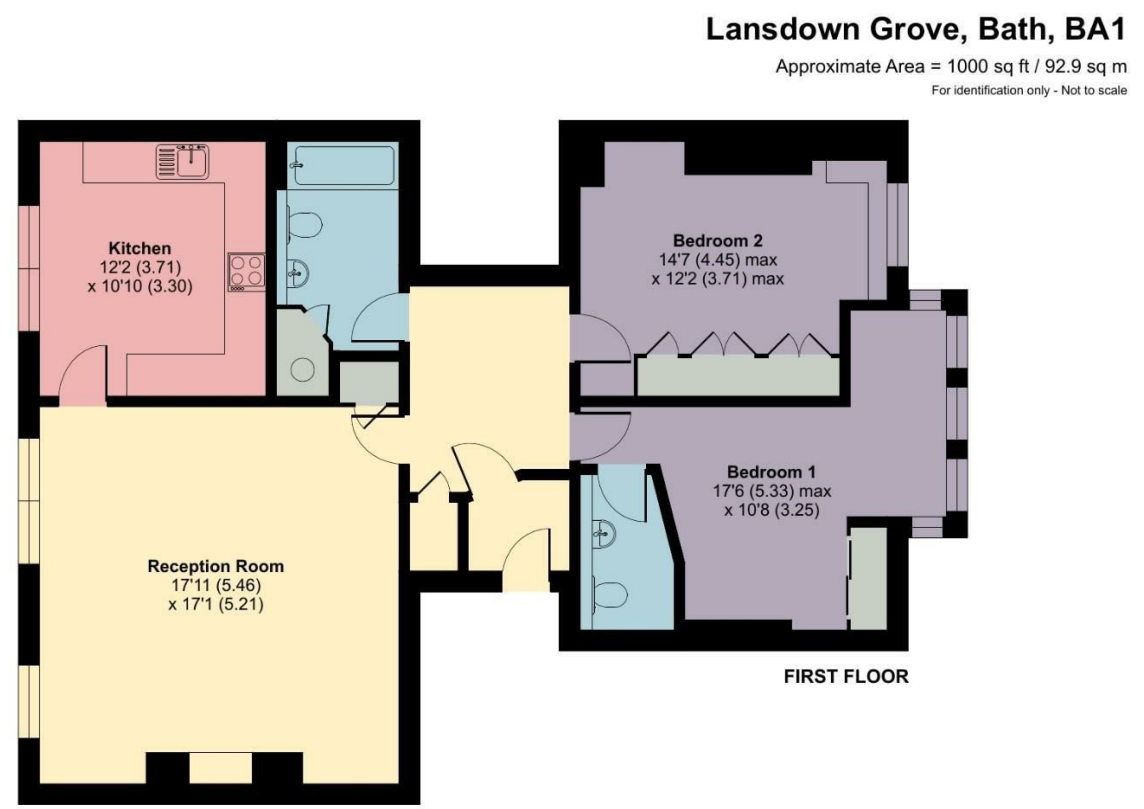 Lansdown Grove, Bath, BA1
Approximate Area = 1000 sq ft / 92.9 sq m
For identification only - Not to scale
Kitchen
12'2 (3.71)
x 10'10 (3.30)
Bedroom 2
14'7 (4.45) max
x 12'2 (3.71) max
Bedroom 1
17'6 (5.33) max
x 10'8 (3.25)
Reception Room
17'11 (5.46)
x 17'1 (5.21)
FIRST FLOOR